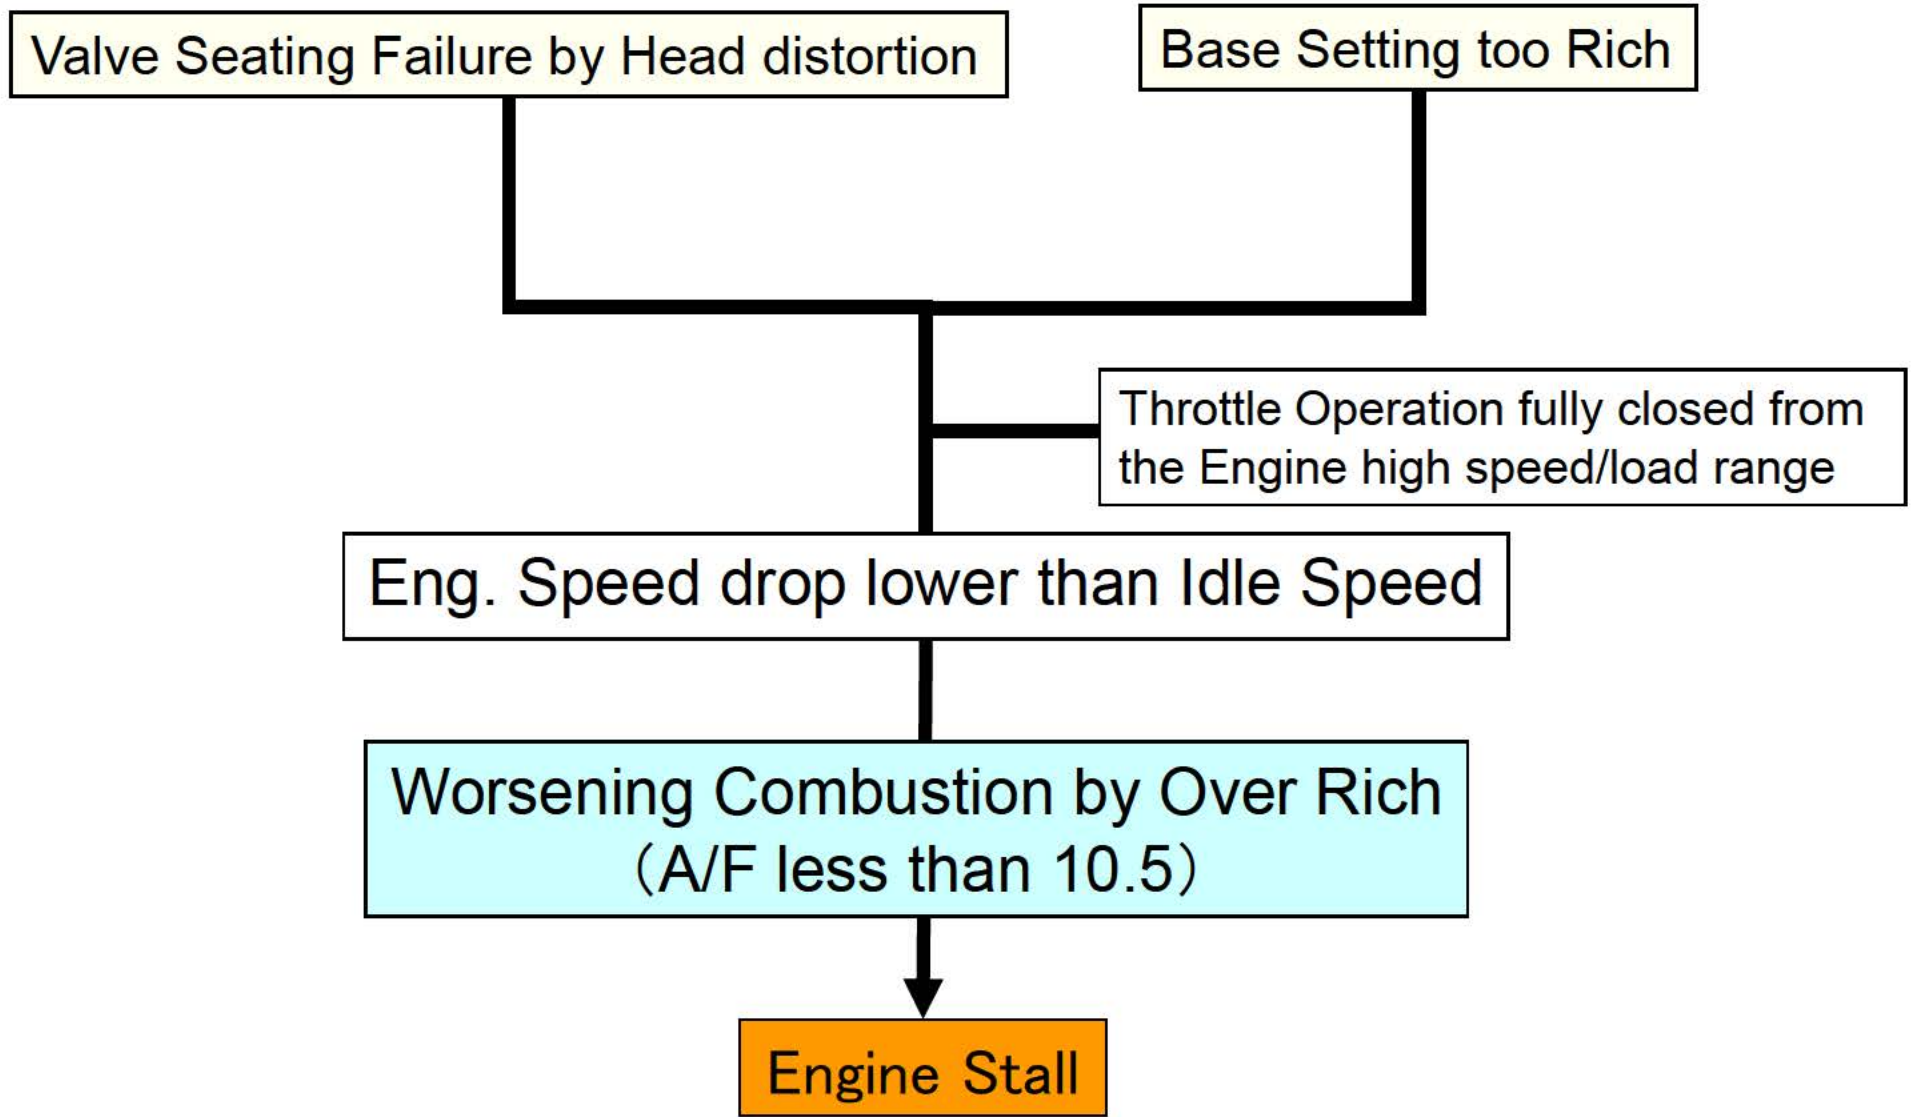 Valve Seating Failure by Head distortion
Base Setting too Rich
Throttle Operation fully closed from
the Engine high speed/load range
Eng. Speed drop lower than Idle Speed
Worsening Combustion by Over Rich
（A/F less than 10.5）
Engine Stall